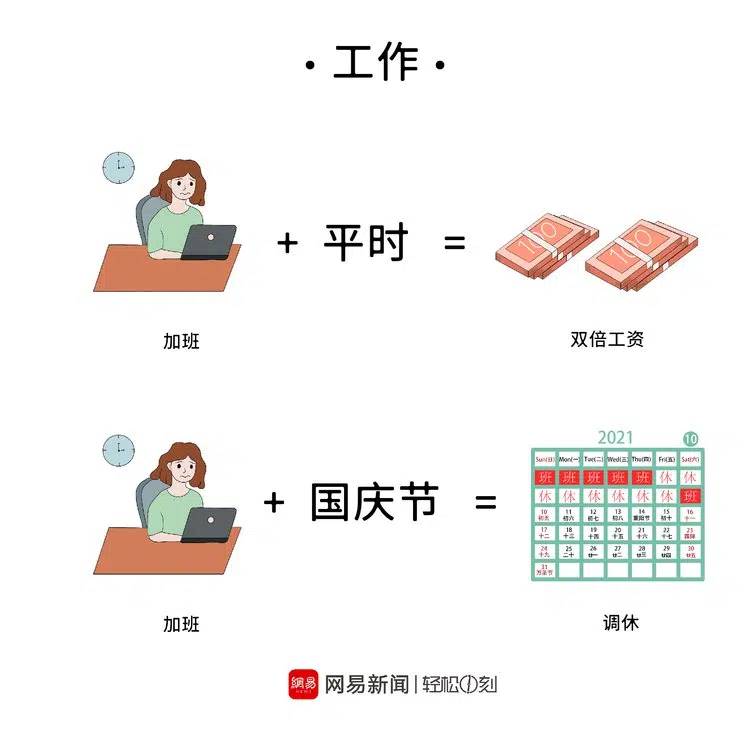 · 工作 ·
+ 平时 =
100 100
加班
双倍工资
2021 10
Sun(日) Mon(一) Tue(二) Wed(三) Thu(四) Fri(五) Sat(六)
班 班 班 班 班 休 休
休 休 休 休 休 休 班
10 11 12 13 14 15 16
初五 初六 初七 初八 重阳节 初十 十一
17 18 19 20 21 22 23
十二 十三 十四 十五 十六 十七 霜降
24 25 26 27 28 29 30
十九 二十 廿一 廿二 廿三 廿四 廿五
31
万圣节
+ 国庆节 =
加班
调休
網易
NEWS
网易新闻 | 轻松一刻